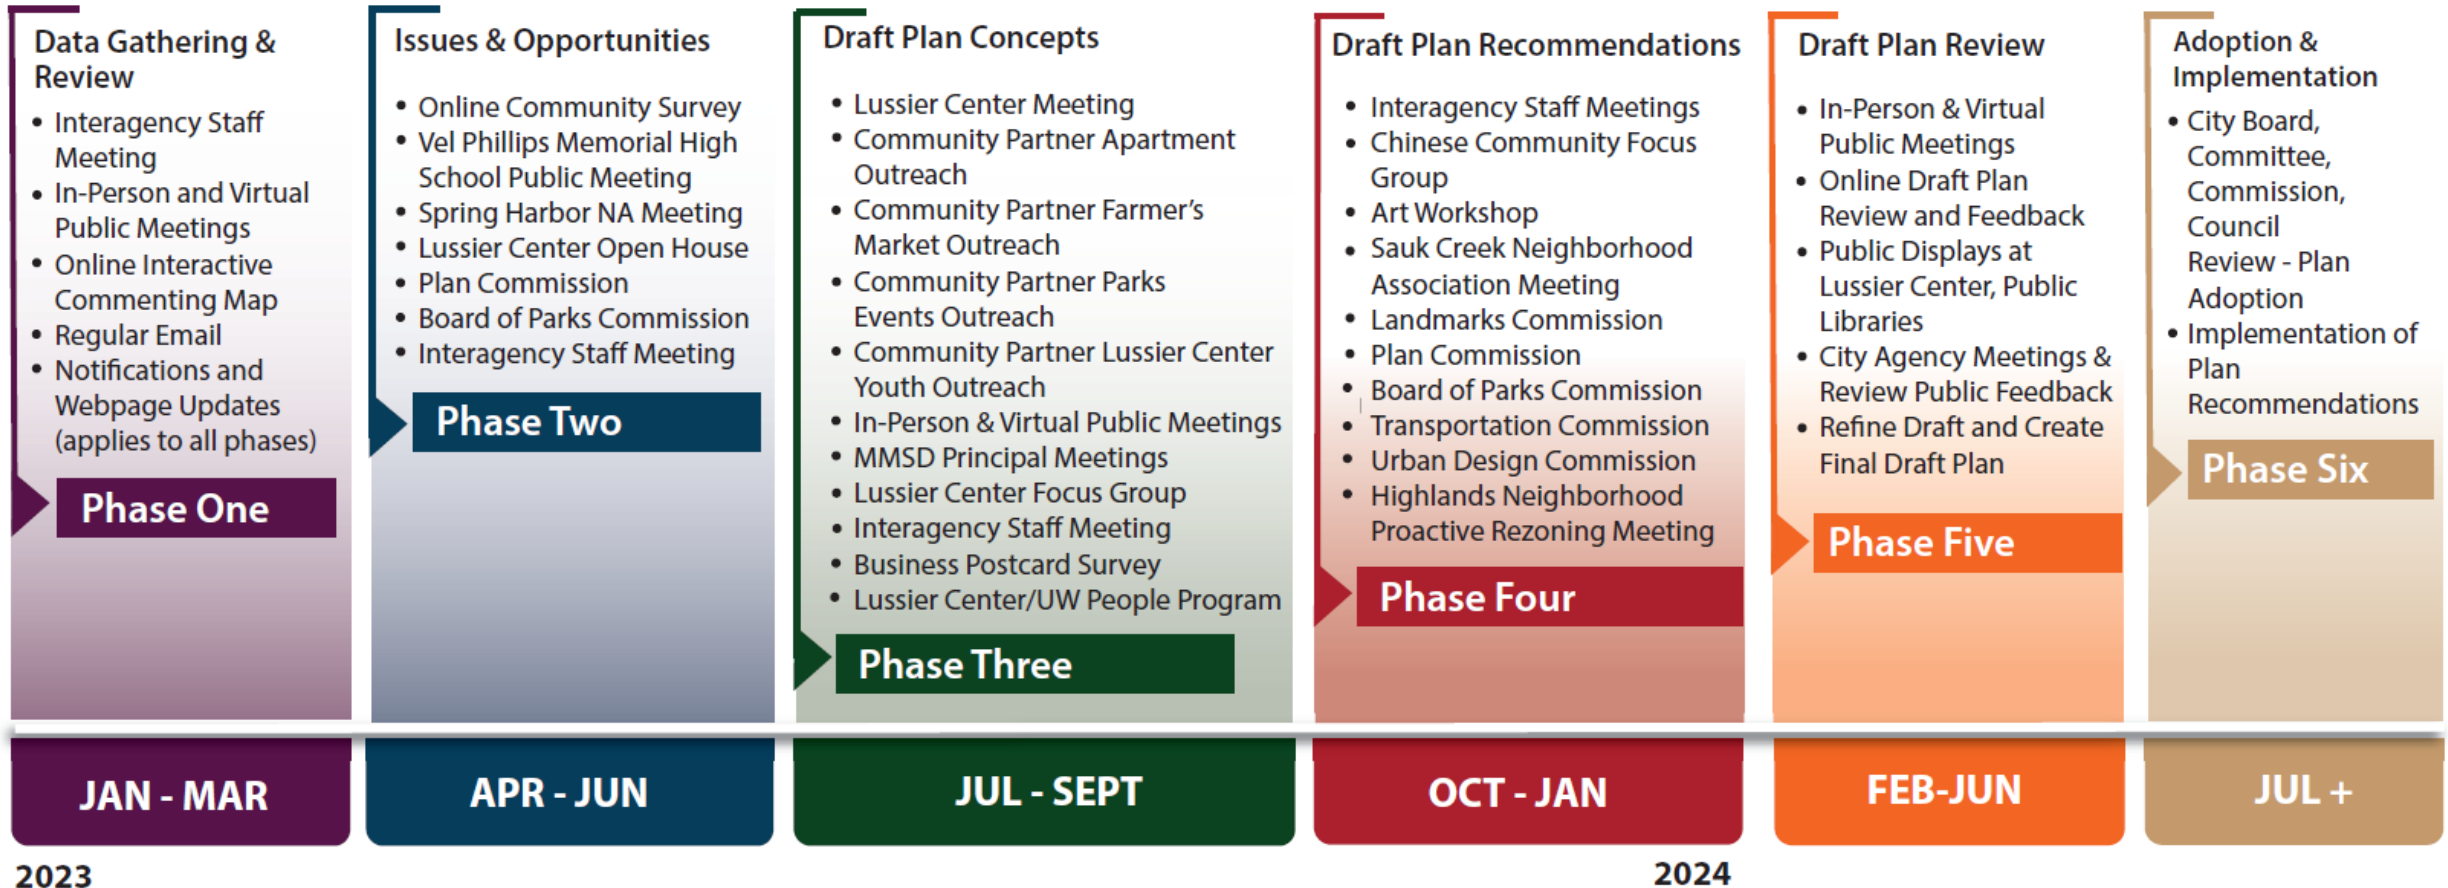 Data Gathering &
Review
• Interagency Staff
Meeting
• In-Person and Virtual
Public Meetings
• Online Interactive
Commenting Map
• Regular Email
• Notifications and
Webpage Updates
(applies to all phases)
Phase One
JAN - MAR
2023
Issues & Opportunities
• Online Community Survey
• Vel Phillips Memorial High
School Public Meeting
• Spring Harbor NA Meeting
• Lussier Center Open House
• Plan Commission
• Board of Parks Commission
• Interagency Staff Meeting
Phase Two
APR - JUN
Draft Plan Concepts
• Lussier Center Meeting
• Community Partner Apartment
Outreach
• Community Partner Farmer’s
Market Outreach
• Community Partner Parks
Events Outreach
• Community Partner Lussier Center
Youth Outreach
• In-Person & Virtual Public Meetings
• MMSD Principal Meetings
• Lussier Center Focus Group
• Interagency Staff Meeting
• Business Postcard Survey
• Lussier Center/UW People Program
Phase Three
JUL - SEPT
Draft Plan Recommendations
• Interagency Staff Meetings
• Chinese Community Focus
Group
• Art Workshop
• Sauk Creek Neighborhood
Association Meeting
• Landmarks Commission
• Plan Commission
• Board of Parks Commission
• Transportation Commission
• Urban Design Commission
• Highlands Neighborhood
Proactive Rezoning Meeting
Phase Four
OCT - JAN
2024
Draft Plan Review
• In-Person & Virtual
Public Meetings
• Online Draft Plan
Review and Feedback
• Public Displays at
Lussier Center, Public
Libraries
• City Agency Meetings &
Review Public Feedback
• Refine Draft and Create
Final Draft Plan
Phase Five
FEB-JUN
Adoption &
Implementation
• City Board,
Committee,
Commission,
Council
Review - Plan
Adoption
• Implementation of
Plan
Recommendations
Phase Six
JUL +